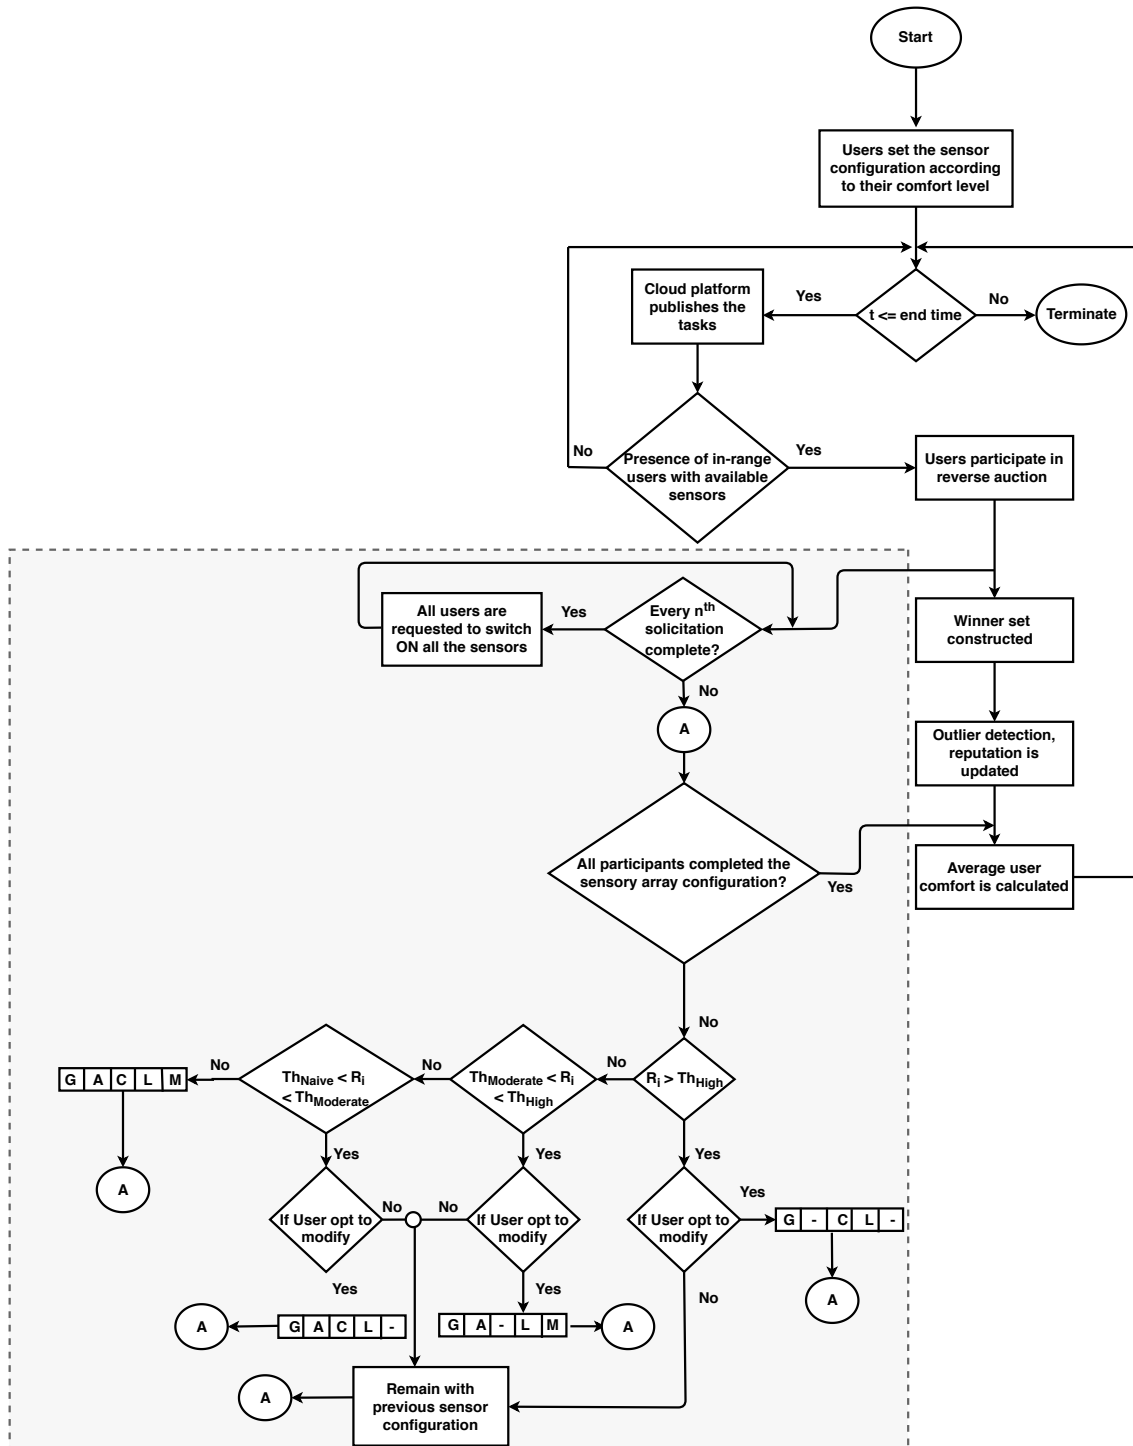 Start
Users set the sensor
configuration according
to their comfort level
Cloud platform
publishes the
tasks
Yes
t <= end time
No
Terminate
No
Presence of in-range
users with available
sensors
Yes
Users participate in
reverse auction
All users are
requested to switch
ON all the sensors
Yes
Every nth
solicitation
complete?
Winner set
constructed
No
A
Outlier detection,
reputation is
updated
All participants completed the
sensory array configuration?
Yes
Average user
comfort is calculated
No
G A C L M
No
ThNaive < Ri
< ThModerate
No
ThModerate < Ri
< ThHigh
No
Ri > ThHigh
Yes
Yes
Yes
A
If User opt to
modify
No
No
If User opt to
modify
If User opt to
modify
Yes
G - C L -
Yes
Yes
No
A
A
G A C L -
G A - L M
A
A
Remain with
previous sensor
configuration